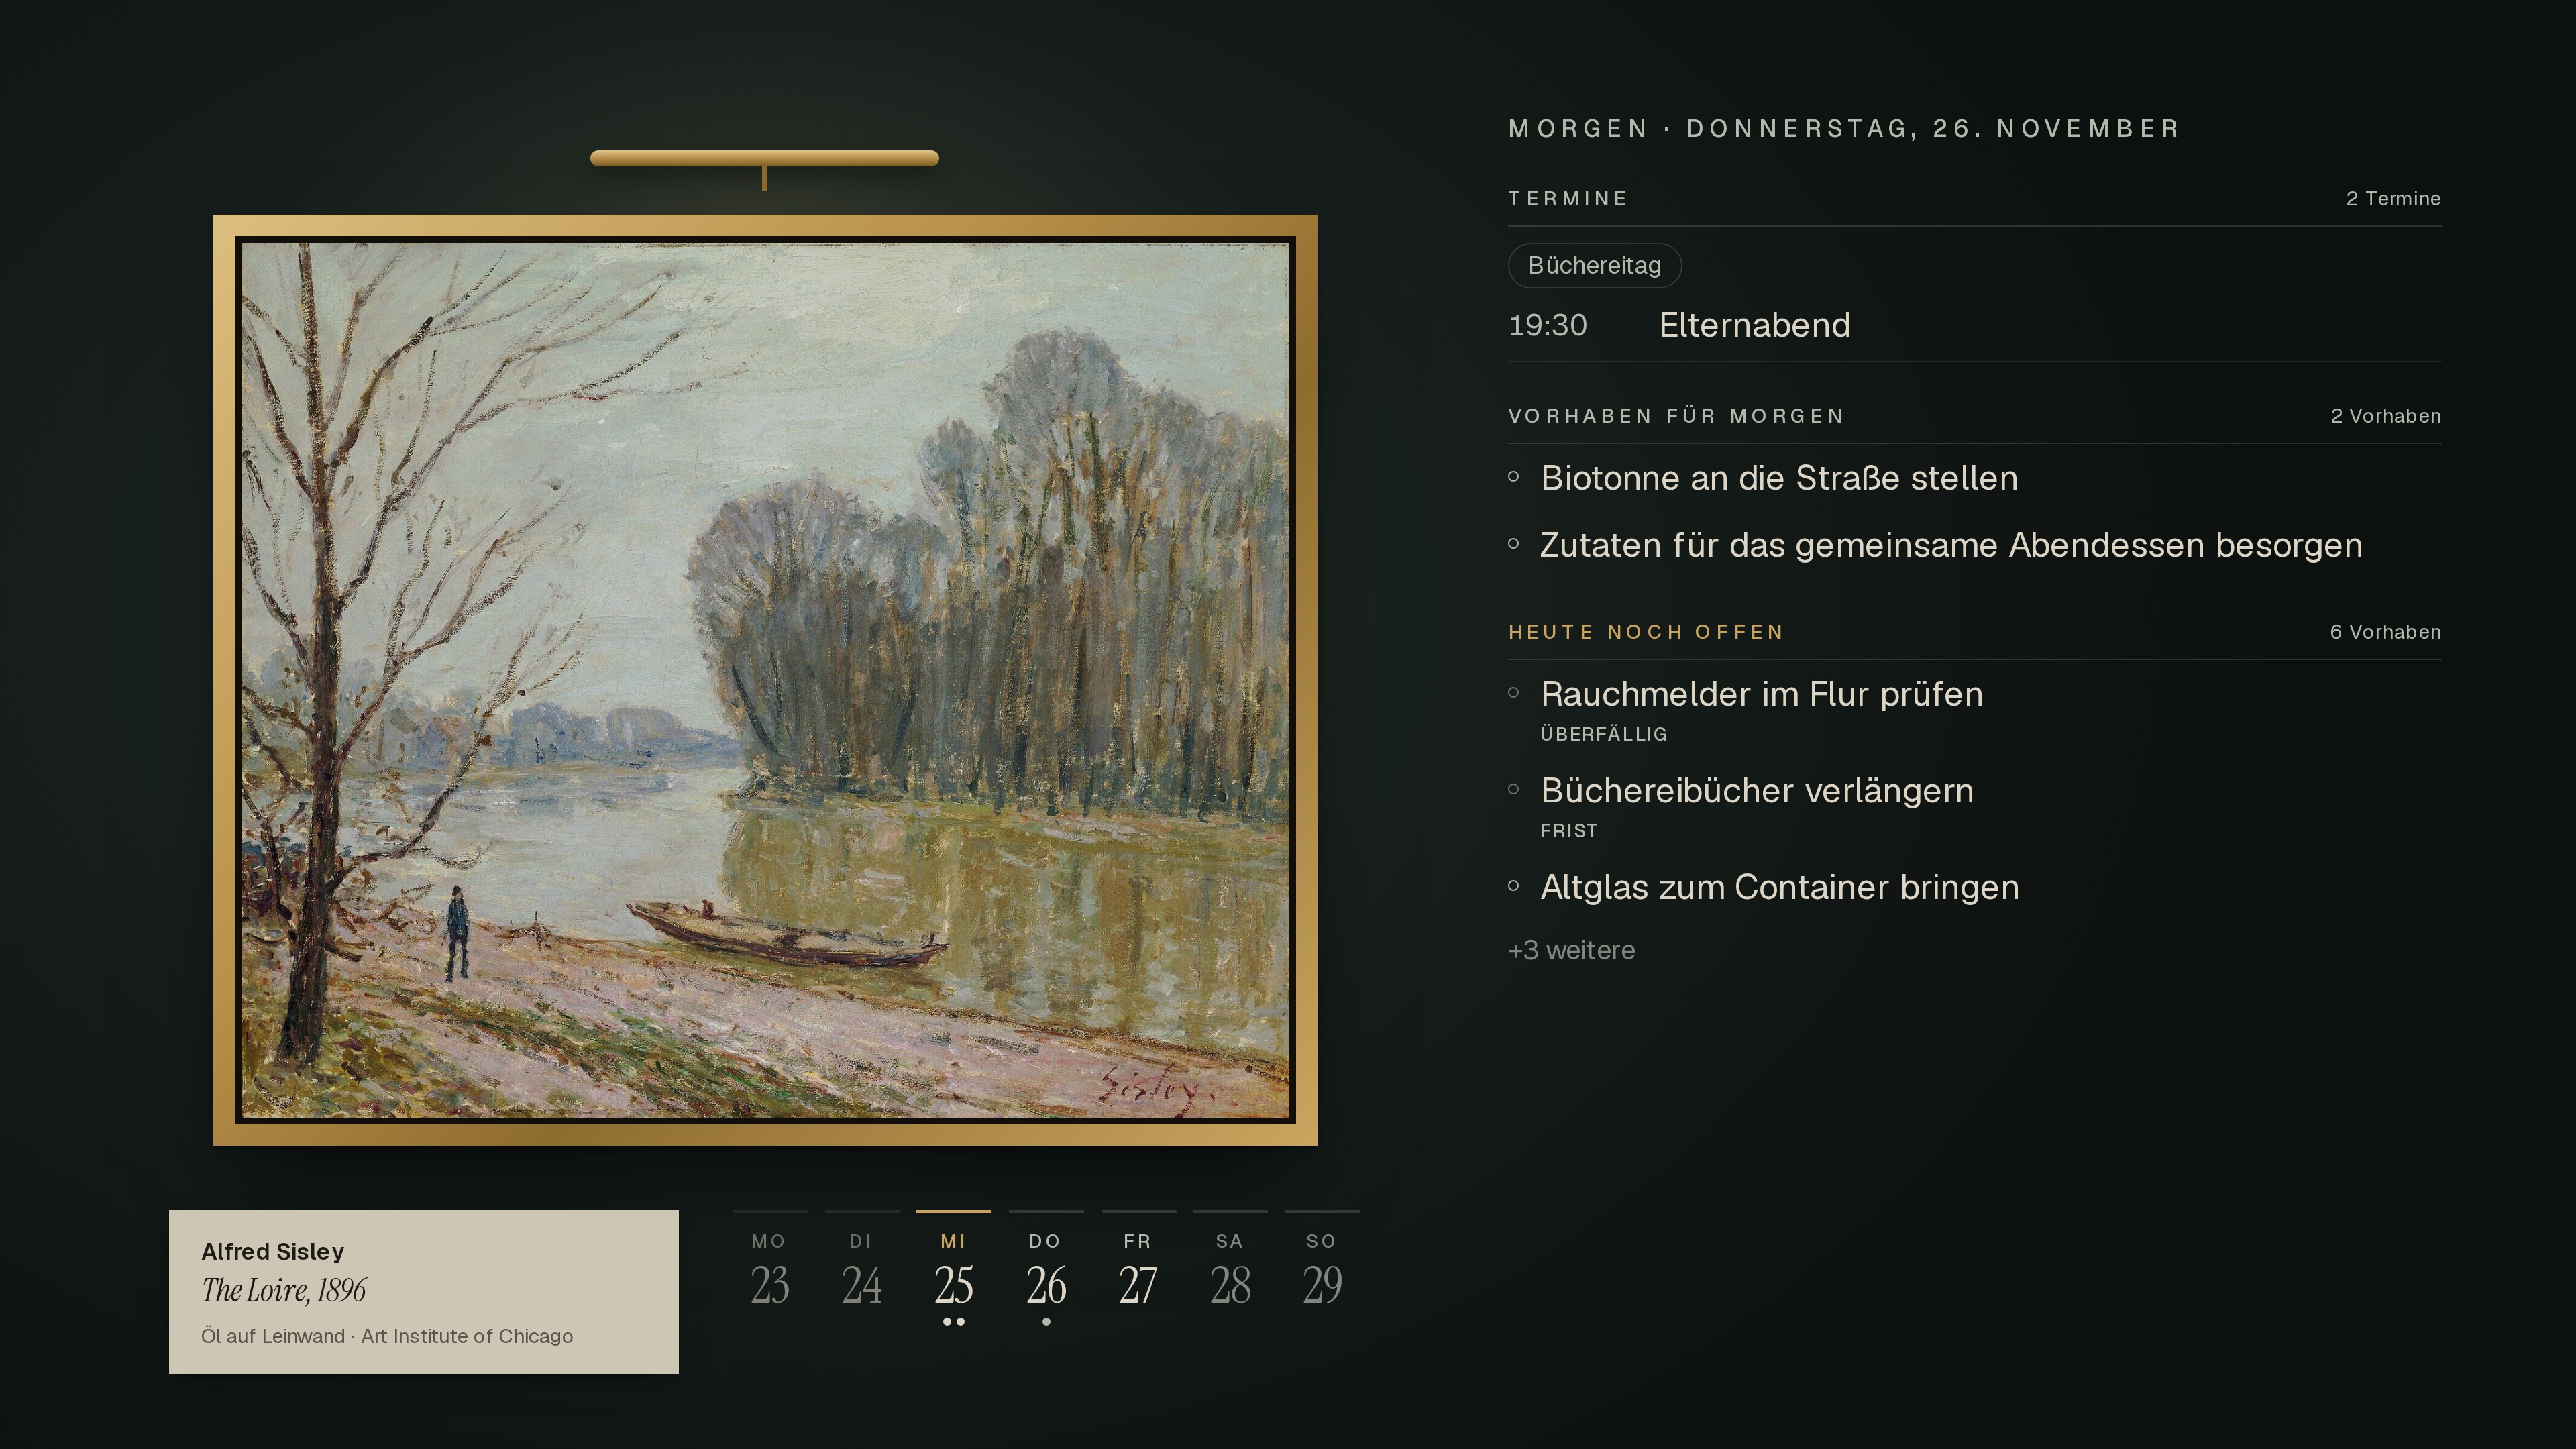 MORGEN · DONNERSTAG, 26. NOVEMBER
TERMINE 2 Termine
Büchereitag
19:30 Elternabend
VORHABEN FÜR MORGEN 2 Vorhaben
Biotonne an die Straße stellen
Zutaten für das gemeinsame Abendessen besorgen
HEUTE NOCH OFFEN 6 Vorhaben
Rauchmelder im Flur prüfen
ÜBERFÄLLIG
Büchereibücher verlängern
FRIST
Altglas zum Container bringen
+3 weitere
Sisley.
Alfred Sisley
The Loire, 1896
Öl auf Leinwand · Art Institute of Chicago
MO DI MI DO FR SA SO
23 24 25 26 27 28 29